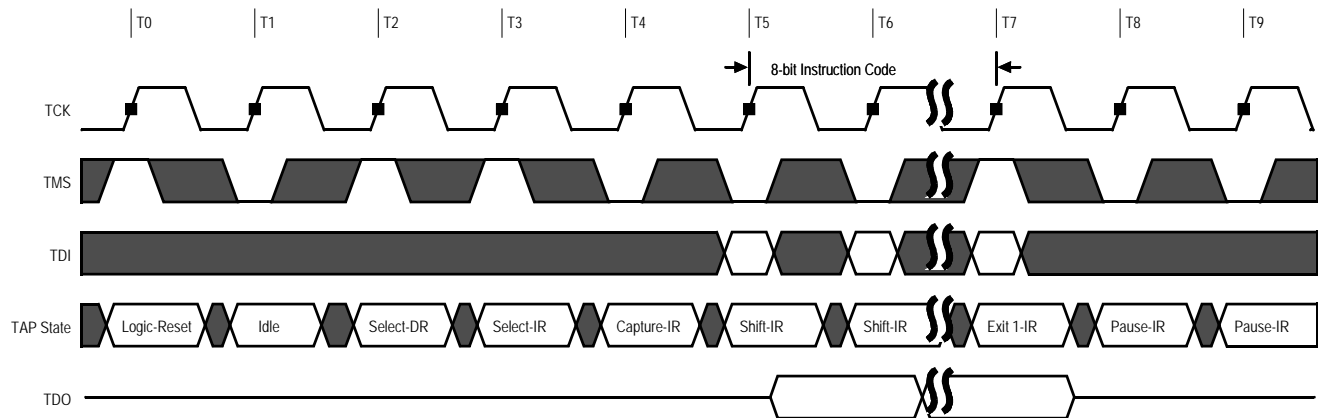 T0 T1 T2 T3 T4 T5 T6 T7 T8 T9
8-bit Instruction Code
TCK
TMS
TDI
TAP State Logic-Reset Idle Select-DR Select-IR Capture-IR Shift-IR Shift-IR Exit 1-IR Pause-IR Pause-IR
TDO